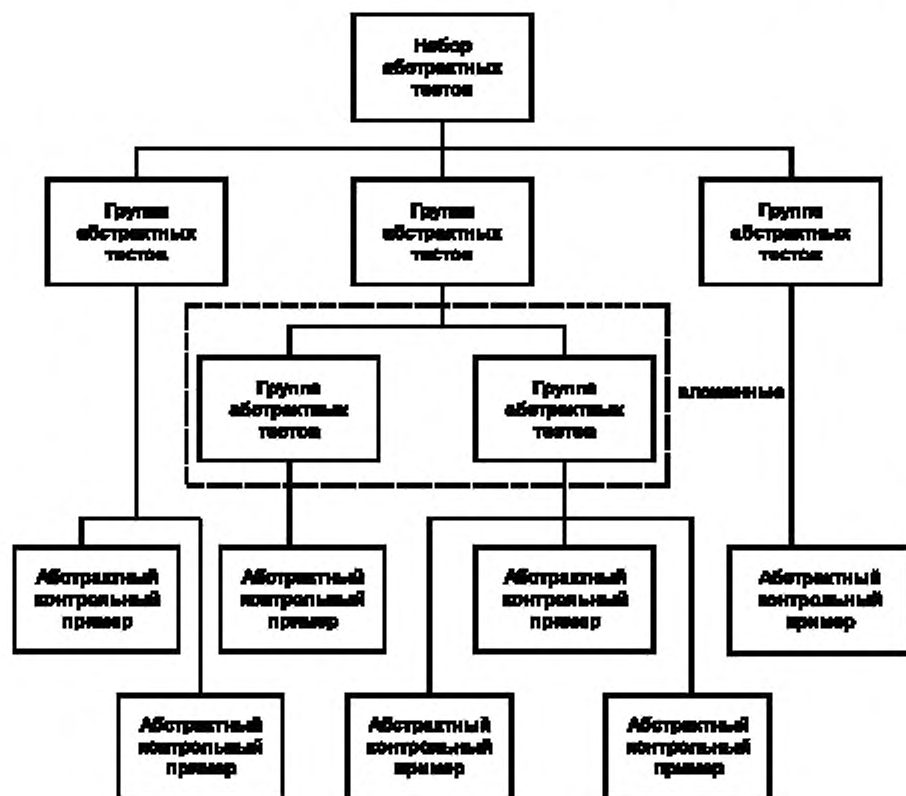 Набор
абстрактных
тестов
Группа
абстрактных
тестов
Группа
абстрактных
тестов
Группа
абстрактных
тестов
Группа
абстрактных
тестов
Группа
абстрактных
тестов
вложенные
Абстрактный
контрольный
пример
Абстрактный
контрольный
пример
Абстрактный
контрольный
пример
Абстрактный
контрольный
пример
Абстрактный
контрольный
пример
Абстрактный
контрольный
пример
Абстрактный
контрольный
пример